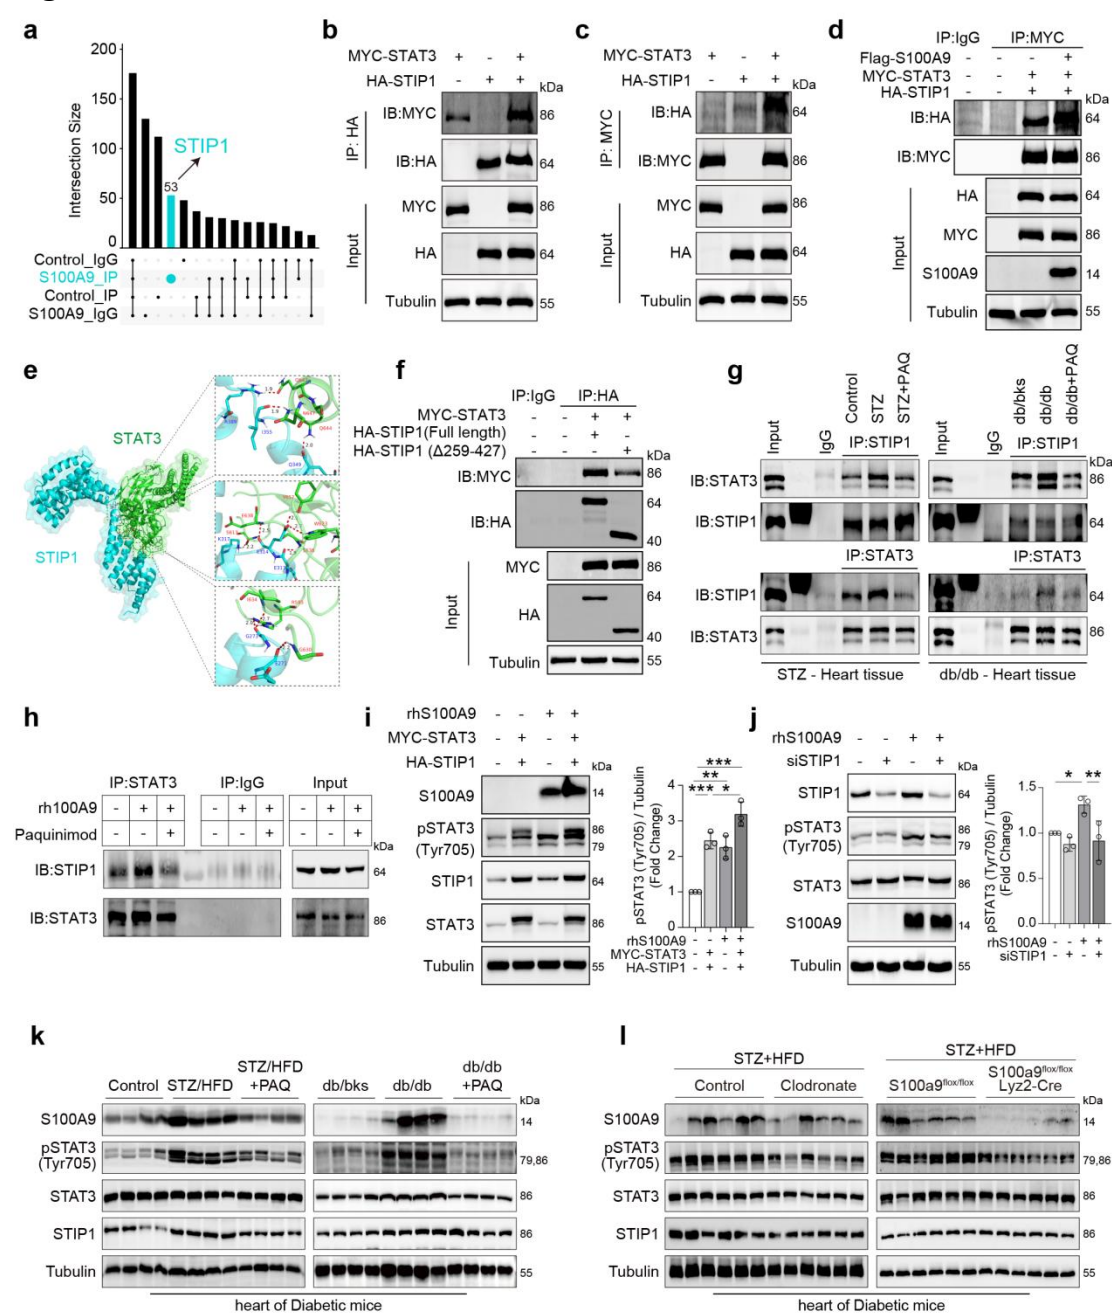 a
200
150
100
50
0
Intersection Size
STIP1
53
Control_IgG
S100A9_IP
Control_IP
S100A9_IgG
b
MYC-STAT3 + - +
HA-STIP1 - + +
kDa
IP: HA
IB:MYC 86
IB:HA 64
Input
MYC 86
HA 64
Tubulin 55
c
MYC-STAT3 + - +
HA-STIP1 - + +
kDa
IP: MYC
IB:HA 64
IB:MYC 86
Input
MYC 86
HA 64
Tubulin 55
d
IP:IgG IP:MYC
Flag-S100A9 - - - +
MYC-STAT3 - - + +
HA-STIP1 - - + +
kDa
IB:HA 64
IB:MYC 86
Input
HA 64
MYC 86
S100A9 14
Tubulin 55
e
STAT3
STIP1
f
IP:IgG IP:HA
MYC-STAT3 - - + +
HA-STIP1(Full length) - - + -
HA-STIP1 (Δ259-427) - - - +
kDa
IB:MYC 86
IB:HA 64
40
Input
MYC 86
HA 64
40
Tubulin 55
g
Input IgG Control STZ STZ+PAQ
IP:STIP1
Input IgG db/bks db/db db/db+PAQ
IP:STIP1
kDa
IB:STAT3 86
IB:STIP1 64
IP:STAT3 IP:STAT3
IB:STIP1 64
IB:STAT3 86
STZ - Heart tissue
db/db - Heart tissue
h
IP:STAT3 IP:IgG Input
rh100A9 - + + - + + - + +
Paquinimod - - + - - + - - +
kDa
IB:STIP1 64
IB:STAT3 86
i
rhS100A9 - - + +
MYC-STAT3 - + - +
HA-STIP1 - + - +
kDa
S100A9 14
pSTAT3 86
(Tyr705) 79
STIP1 64
STAT3 86
Tubulin 55
pSTAT3 (Tyr705) / Tubulin
(Fold Change)
4
3
2
1
0
***
**
*** *
rhS100A9 - - + +
MYC-STAT3 - + - +
HA-STIP1 - + - +
j
rhS100A9 - - + +
siSTIP1 - + - +
kDa
STIP1 64
pSTAT3 86
(Tyr705) 79
STAT3 86
S100A9 14
Tubulin 55
pSTAT3 (Tyr705) / Tubulin
(Fold Change)
1.5
1.0
0.5
0.0
* **
rhS100A9 - - + +
siSTIP1 - + - +
k
Control STZ/HFD STZ/HFD +PAQ
db/bks db/db db/db +PAQ
kDa
S100A9 14
pSTAT3
(Tyr705) 79,86
STAT3 86
STIP1 86
Tubulin 55
heart of Diabetic mice
l
STZ+HFD STZ+HFD
Control Clodronate S100a9flox/flox S100a9flox/flox Lyz2-Cre
kDa
S100A9 14
pSTAT3
(Tyr705) 79,86
STAT3 86
STIP1 86
Tubulin 55
heart of Diabetic mice